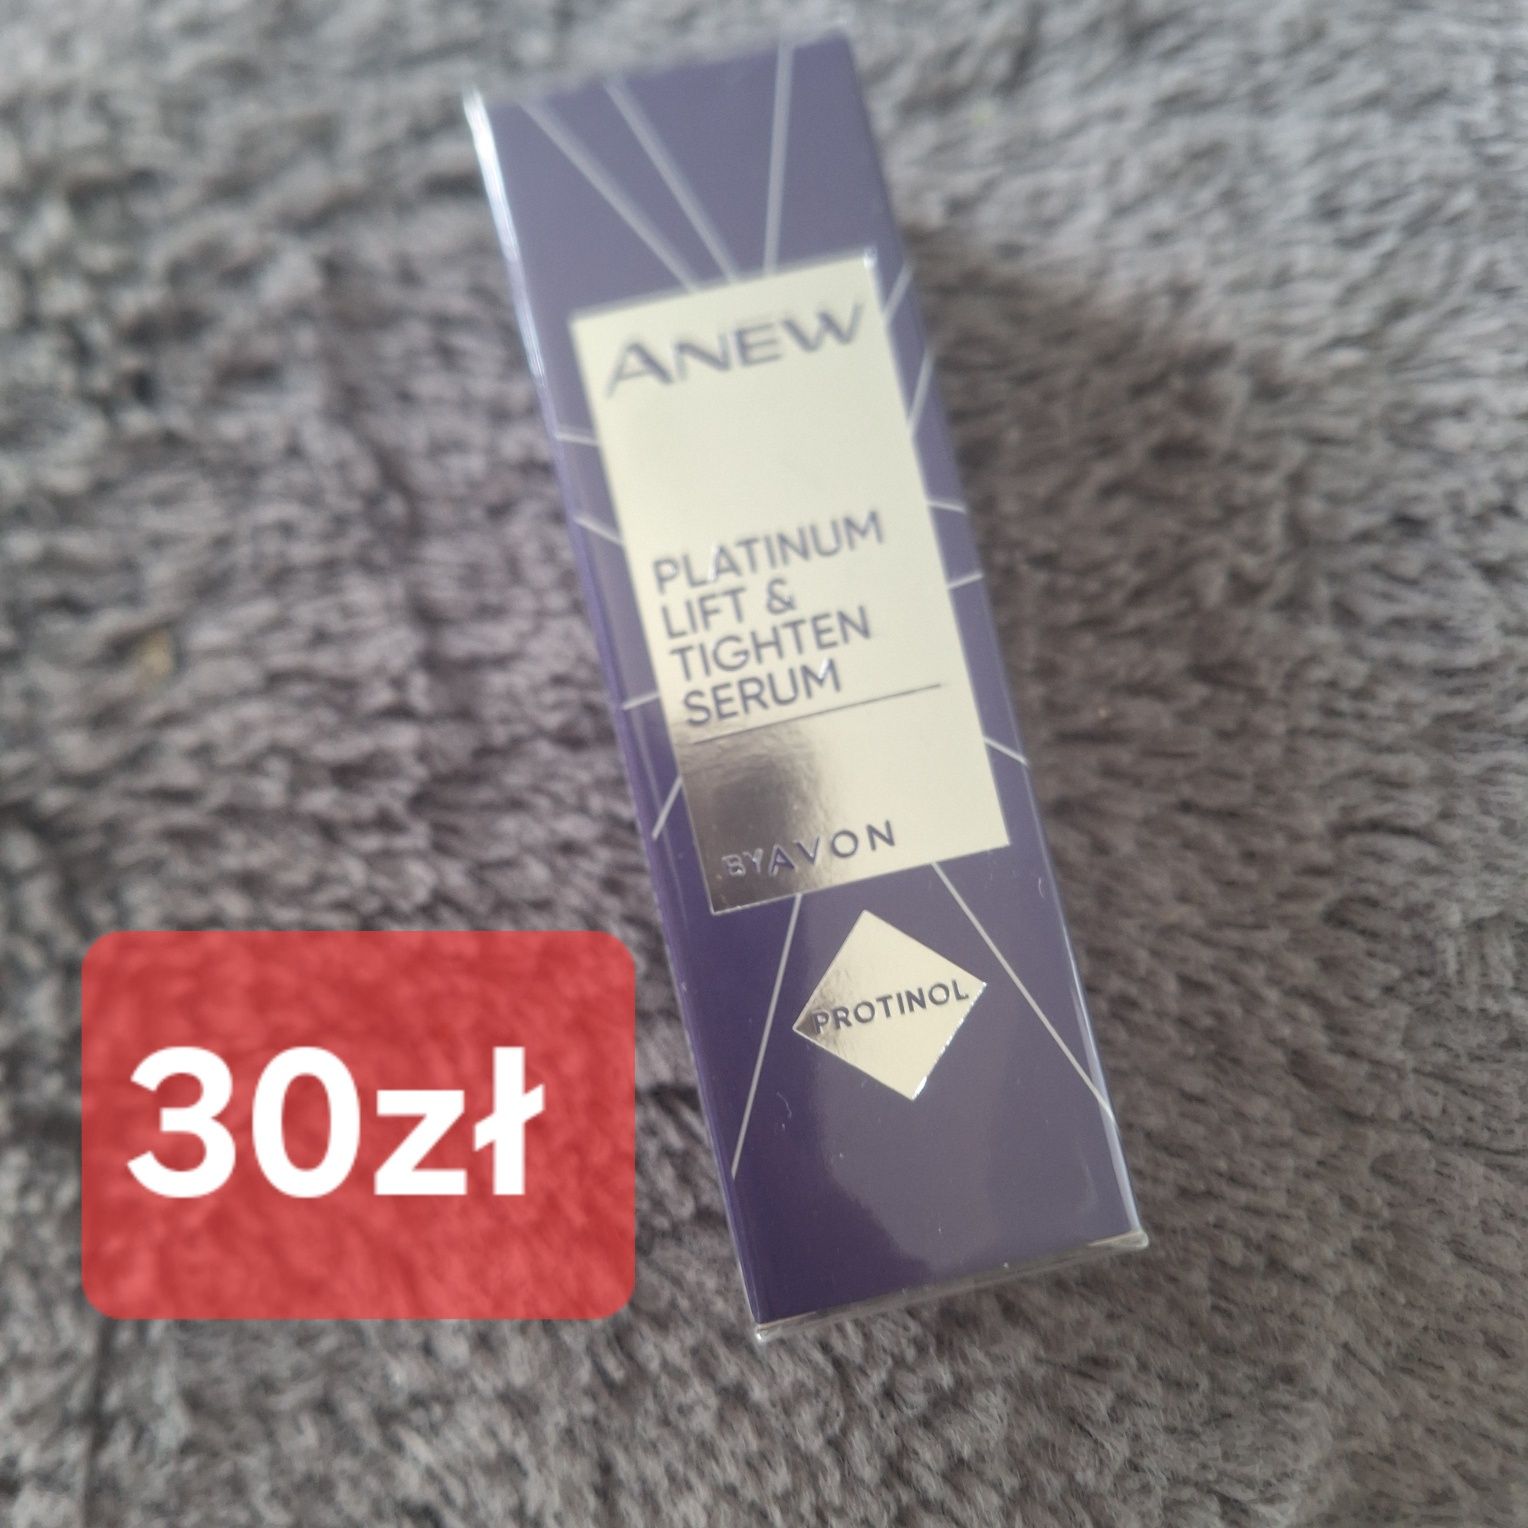 ANEW
PLATINUM
LIFT &
TIGHTEN
SERUM
BY AVON
PROTINOL
30zł